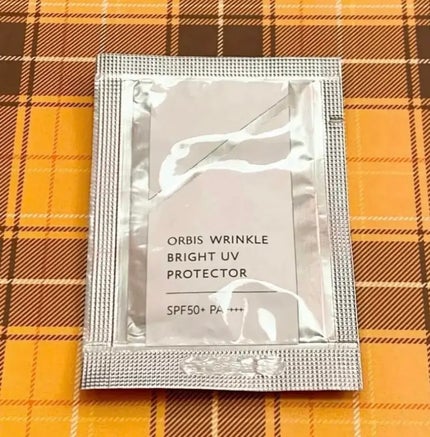 ORBIS WRINKLE
BRIGHT UV
PROTECTOR
SPF50+ PA++++